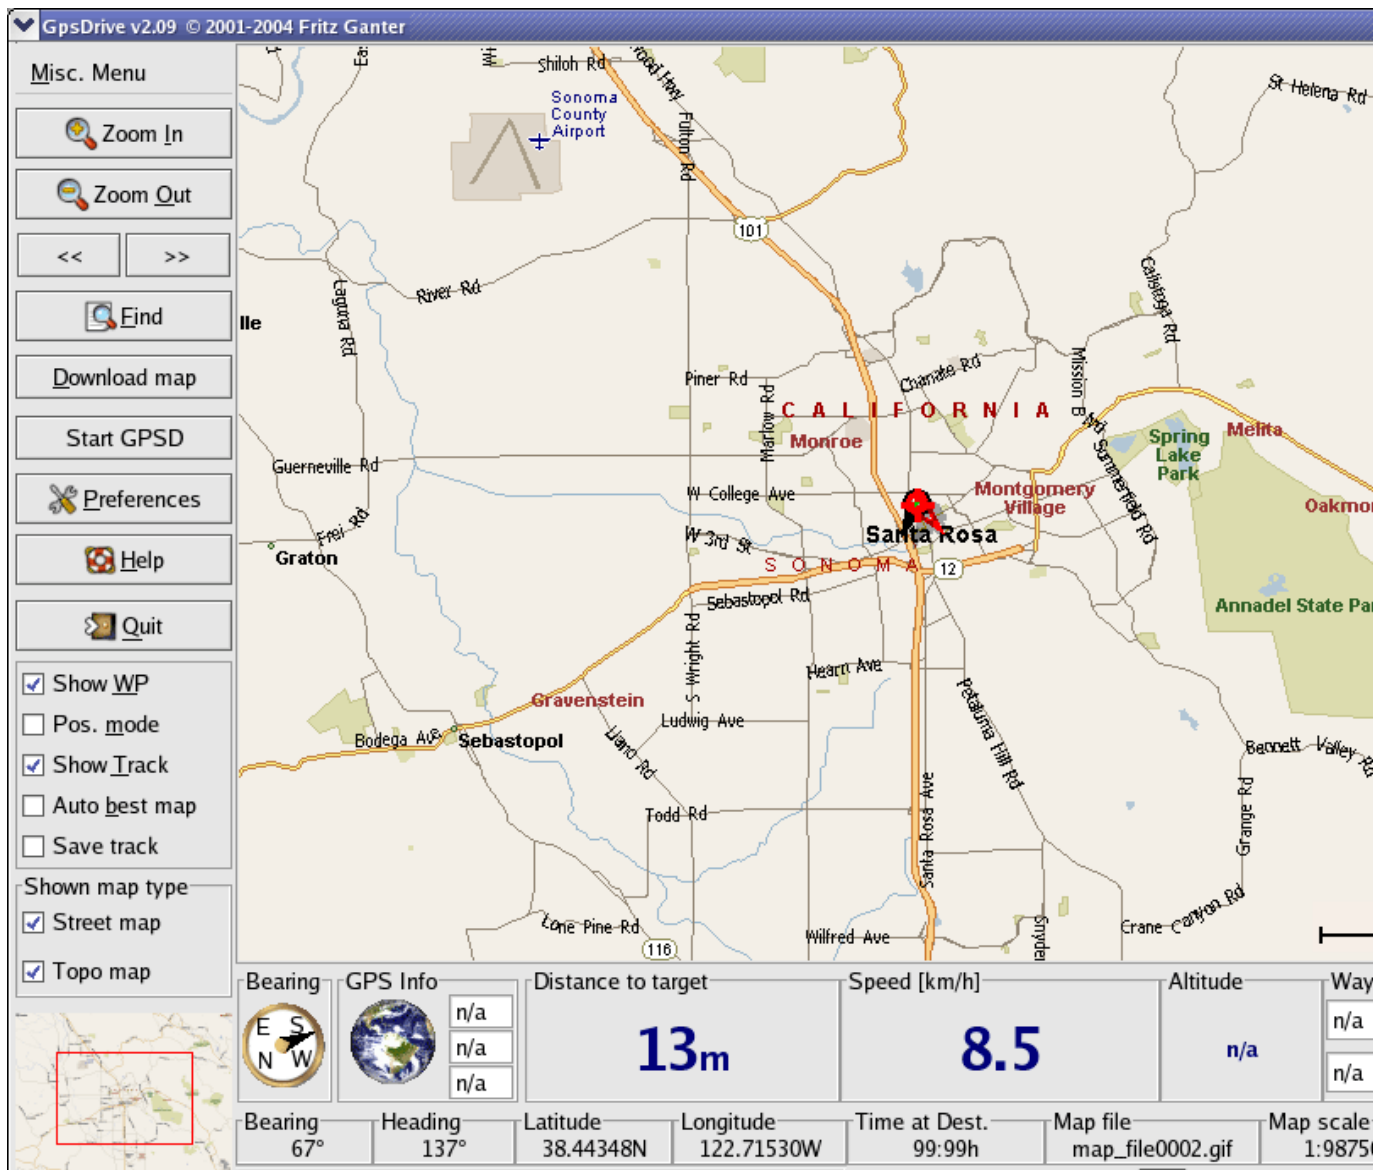 GpsDrive v2.09 © 2001-2004 Fritz Ganter
Misc. Menu
Zoom In
Zoom Out
<< >>
Find
Download map
Start GPSD
Preferences
Help
Quit
Show WP
Pos. mode
Show Track
Auto best map
Save track
Shown map type
Street map
Topo map
Shiloh Rd
St Helena Rd
Sonoma
County
Airport
Fulton Rd
101
River Rd
Laguna Rd
lle
Calistoga Rd
Piner Rd
Chanate Rd
Mission B
Marlow Rd
CALIFORNIA
Monroe
Melita
Spring
Lake
Park
Guerneville Rd
Summerfield Rd
W College Ave
Montgomery
Village
Oakmo
Frei Rd
W 3rd St
Santa Rosa
Graton
SONOMA
12
Sebastopol Rd
Annadel State Pa
S Wright Rd
Hearn Ave
Petaluma Hill Rd
Gravenstein
Ludwig Ave
Llano Rd
Bodega Ave
Sebastopol
Bennett Valley Rd
Todd Rd
Santa Rosa Ave
Grange Rd
Lone Pine Rd
Wilfred Ave
Snyder
Crane Canyon Rd
116
Bearing
E S
N W
GPS Info
n/a
n/a
n/a
Distance to target
13m
Speed [km/h]
8.5
Altitude
n/a
Way
n/a
n/a
Bearing
67°
Heading
137°
Latitude
38.44348N
Longitude
122.71530W
Time at Dest.
99:99h
Map file
map_file0002.gif
Map scale
1:98750